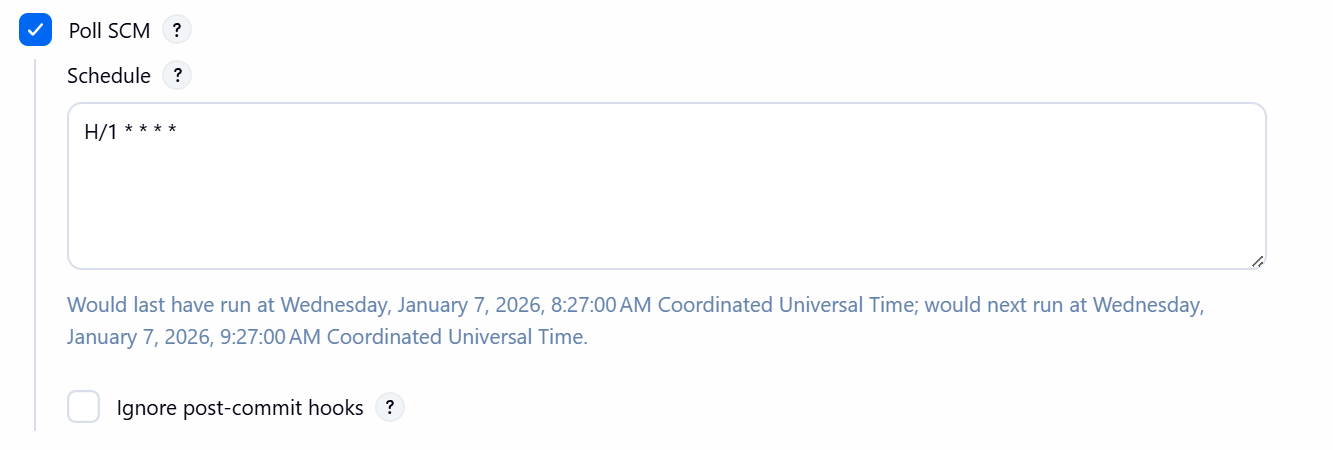 Poll SCM ?
Schedule ?
H/1 * * * *
Would last have run at Wednesday, January 7, 2026, 8:27:00 AM Coordinated Universal Time; would next run at Wednesday,
January 7, 2026, 9:27:00 AM Coordinated Universal Time.
Ignore post-commit hooks ?